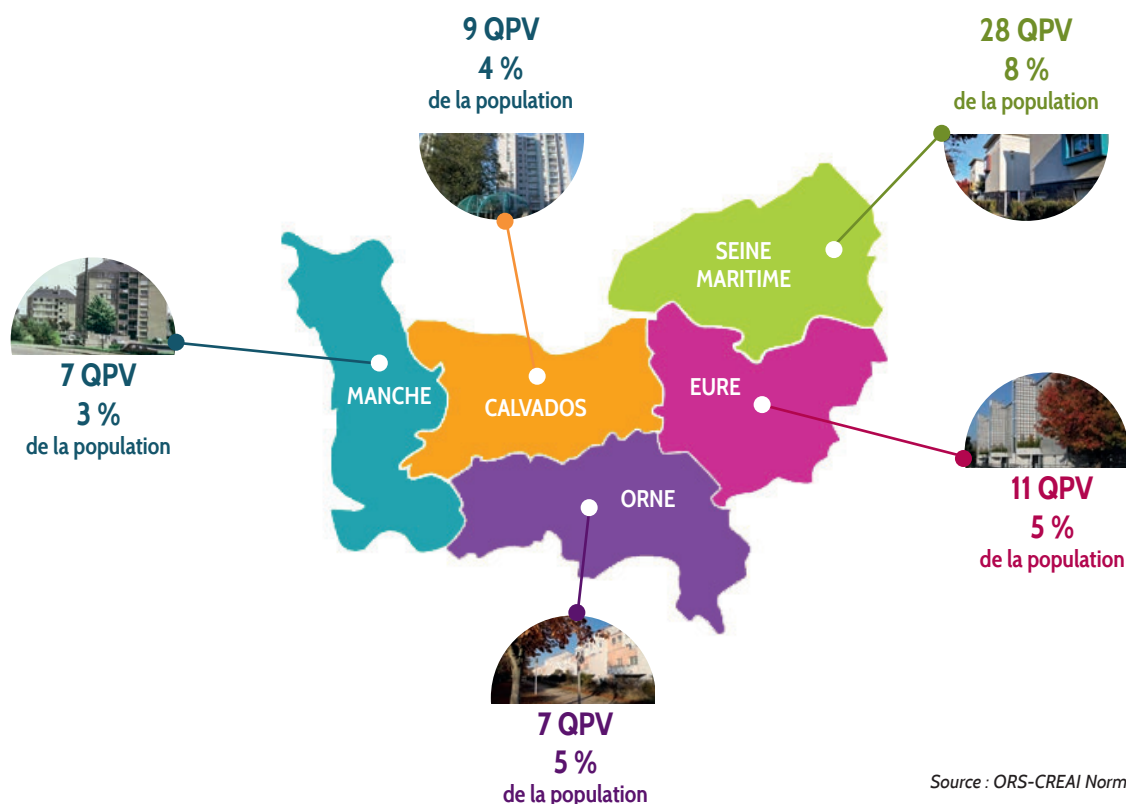 9 QPV
4 %
de la population
28 QPV
8 %
de la population
SEINE
MARITIME
7 QPV
3 %
de la population
MANCHE
CALVADOS
EURE
11 QPV
5 %
de la population
ORNE
7 QPV
5 %
de la population
Source : ORS-CREAI Norm